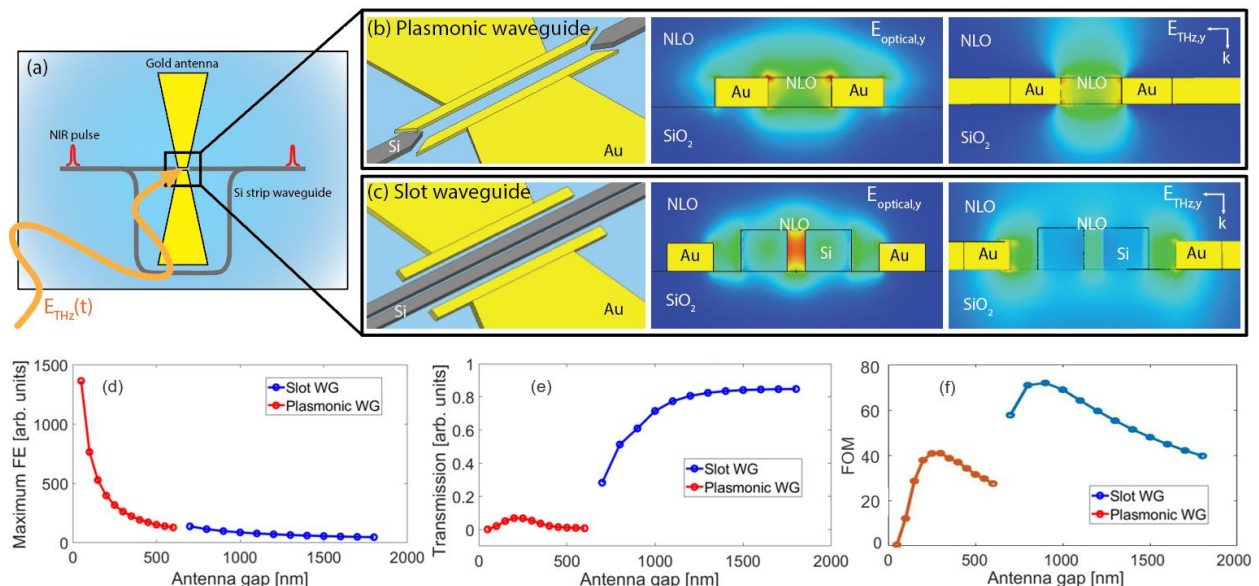 (a)
Gold antenna
NIR pulse
Si strip waveguide
E_THz(t)
(b) Plasmonic waveguide
Si
Au
NLO
E_optical,y
Au
NLO
Au
SiO₂
NLO
E_THz,y
k
Au
NLO
Au
SiO₂
(c) Slot waveguide
Si
Au
NLO
E_optical,y
NLO
Au
Si
Au
SiO₂
NLO
E_THz,y
k
NLO
Au
Si
Au
SiO₂
(d)
Maximum FE [arb. units]
1500
1000
500
0
Slot WG
Plasmonic WG
0
500
1000
1500
2000
Antenna gap [nm]
(e)
Transmission [arb. units]
1
0.8
0.6
0.4
0.2
0
Slot WG
Plasmonic WG
0
500
1000
1500
2000
Antenna gap [nm]
(f)
FOM
80
60
40
20
0
Slot WG
Plasmonic WG
0
500
1000
1500
2000
Antenna gap [nm]